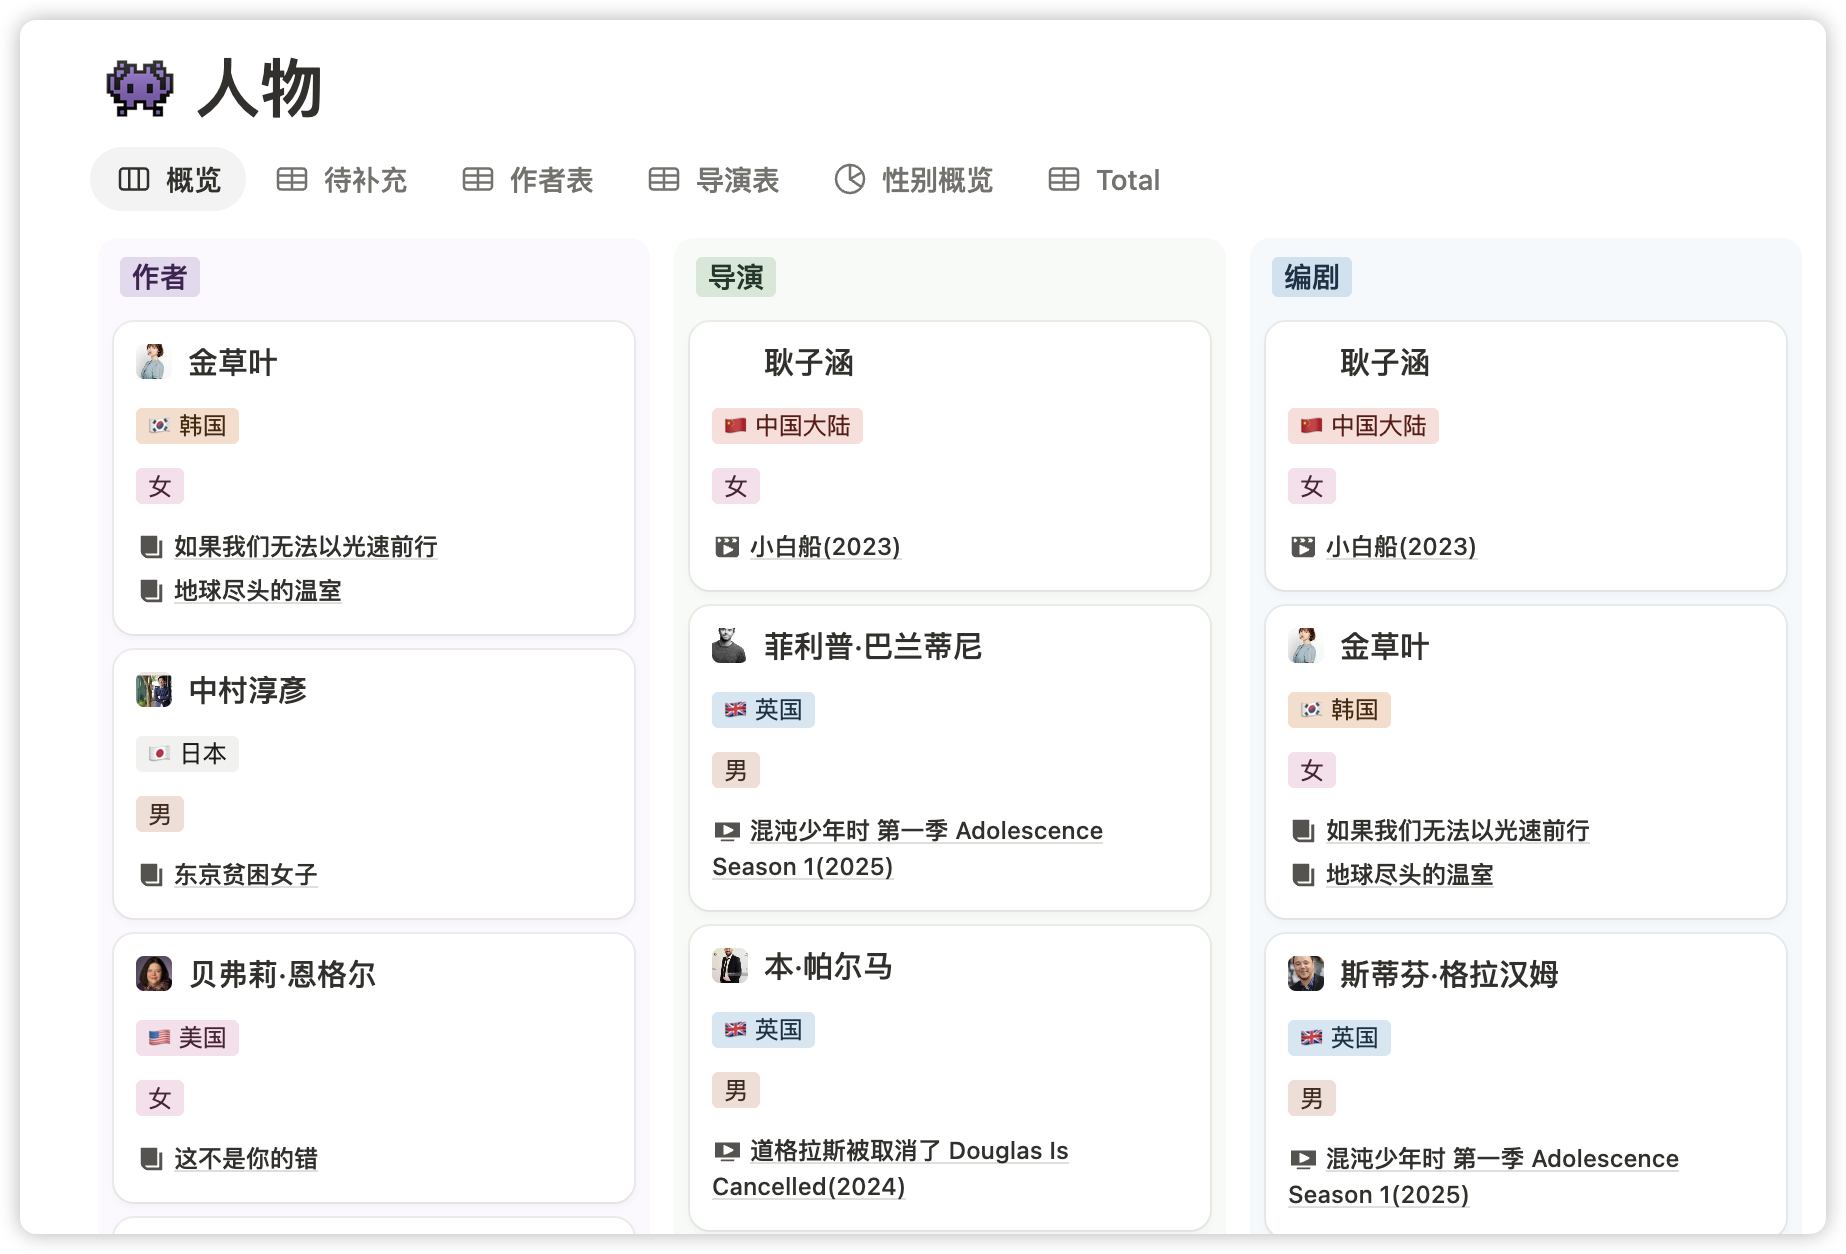 人物
概览
待补充
作者表
导演表
性别概览
Total
作者
金草叶
韩国
女
如果我们无法以光速前行
地球尽头的温室
中村淳彦
日本
男
东京贫困女子
贝弗莉·恩格尔
美国
女
这不是你的错
导演
耿子涵
中国大陆
女
小白船(2023)
菲利普·巴兰蒂尼
英国
男
混沌少年时 第一季 Adolescence
Season 1(2025)
本·帕尔马
英国
男
道格拉斯被取消了 Douglas Is
Cancelled(2024)
编剧
耿子涵
中国大陆
女
小白船(2023)
金草叶
韩国
女
如果我们无法以光速前行
地球尽头的温室
斯蒂芬·格拉汉姆
英国
男
混沌少年时 第一季 Adolescence
Season 1(2025)